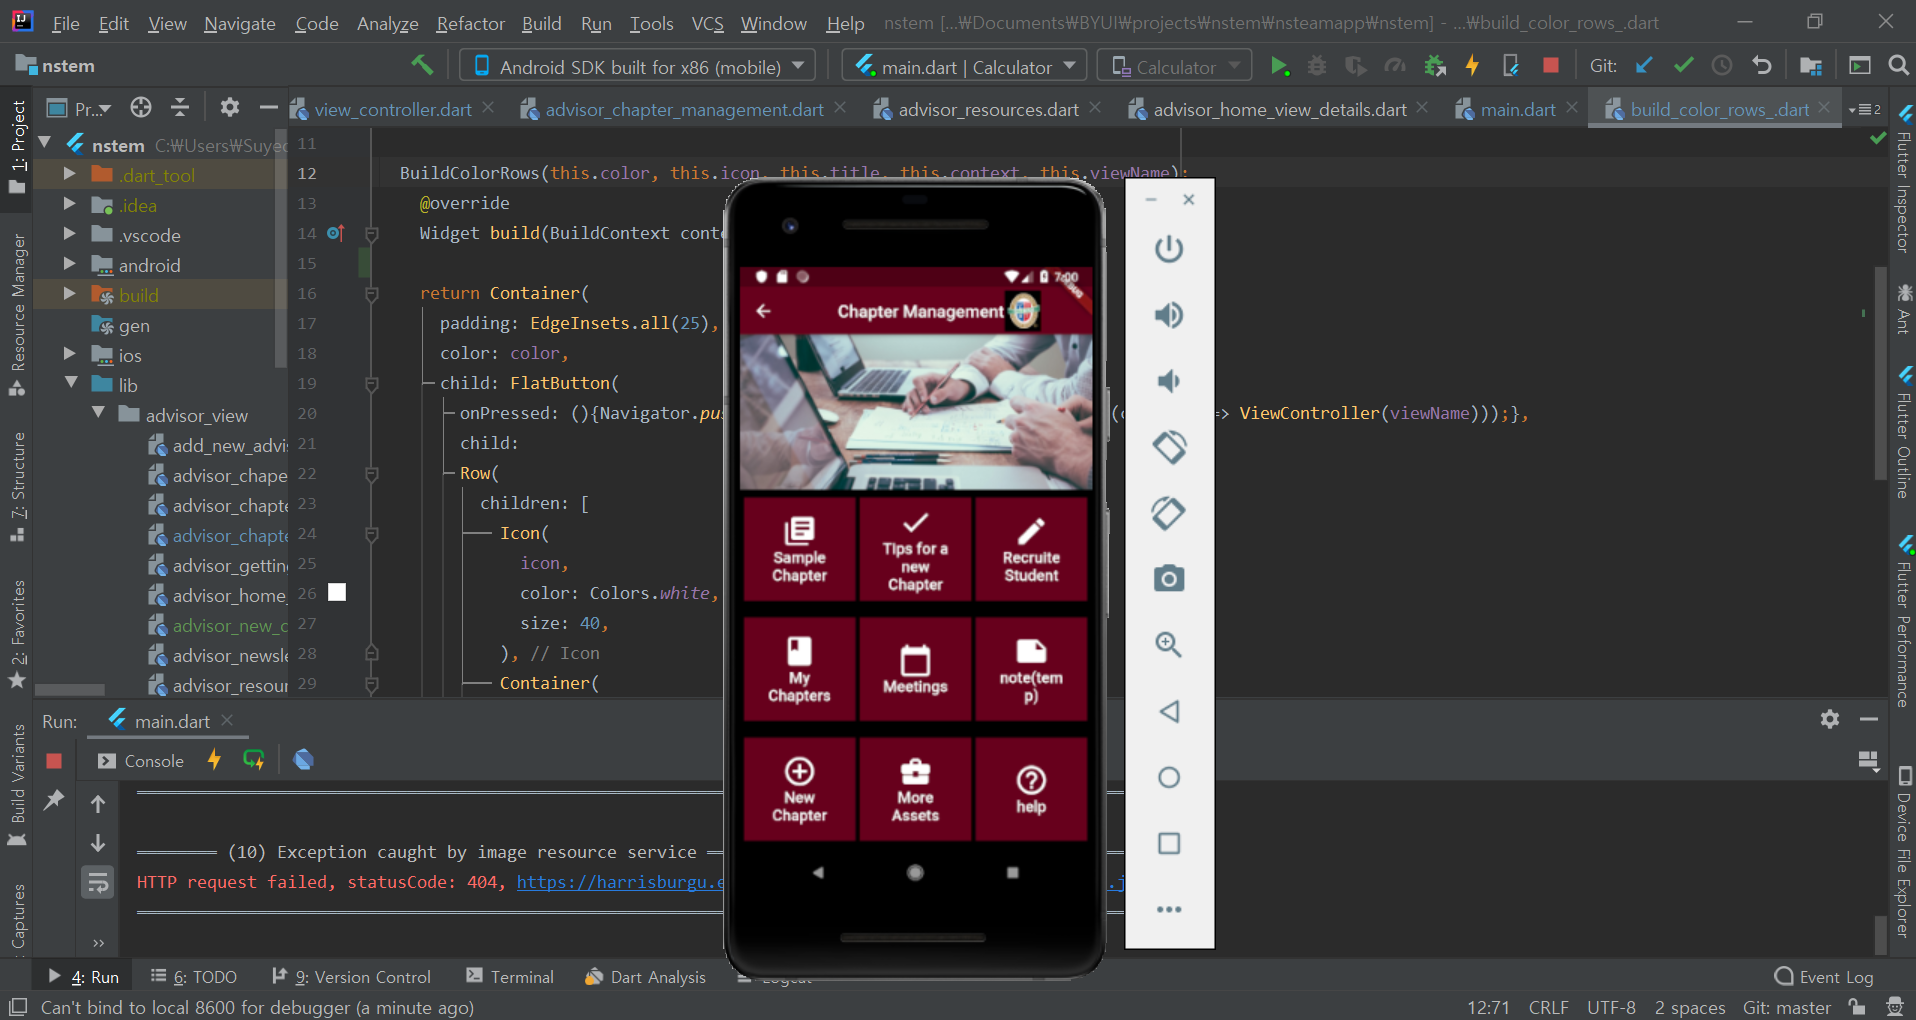 File Edit View Navigate Code Analyze Refactor Build Run Tools VCS Window Help nstem [...₩Documents₩BYUI₩projects₩nstem₩nsteamapp₩nstem] - ...₩build_color_rows_.dart
nstem Android SDK built for x86 (mobile) main.dart | Calculator Calculator Git:
Pr... view_controller.dart advisor_chapter_management.dart advisor_resources.dart advisor_home_view_details.dart main.dart build_color_rows_.dart 2
1: Project
Resource Manager
7: Structure
2: Favorites
Build Variants
Captures
nstem C:₩Users₩Suyeo
.dart_tool
.idea
.vscode
android
build
gen
ios
lib
advisor_view
add_new_advis
advisor_chape
advisor_chapte
advisor_chapte
advisor_getting
advisor_home_
advisor_new_c
advisor_newsle
advisor_resour
11
12 BuildColorRows(this.color, this.icon, this.title, this.context, this.viewName);
13 @override
14 Widget build(BuildContext conte
15
16 return Container(
17 padding: EdgeInsets.all(25),
18 color: color,
19 child: FlatButton(
20 onPressed: (){Navigator.pus (c => ViewController(viewName)));},
21 child:
22 Row(
23 children: [
24 Icon(
25 icon,
26 color: Colors.white,
27 size: 40,
28 ), // Icon
29 Container(
7:00
DEBUG
Chapter Management
Sample
Chapter
Tips for a
new
Chapter
Recruite
Student
My
Chapters
Meetings
note(tem
p)
New
Chapter
More
Assets
help
Flutter Inspector
Ant
Flutter Outline
Flutter Performance
Device File Explorer
Run: main.dart
Console
(10) Exception caught by image resource service
HTTP request failed, statusCode: 404, https://harrisburgu.e .j
4: Run 6: TODO 9: Version Control Terminal Dart Analysis Logcat Event Log
Can't bind to local 8600 for debugger (a minute ago) 12:71 CRLF UTF-8 2 spaces Git: master